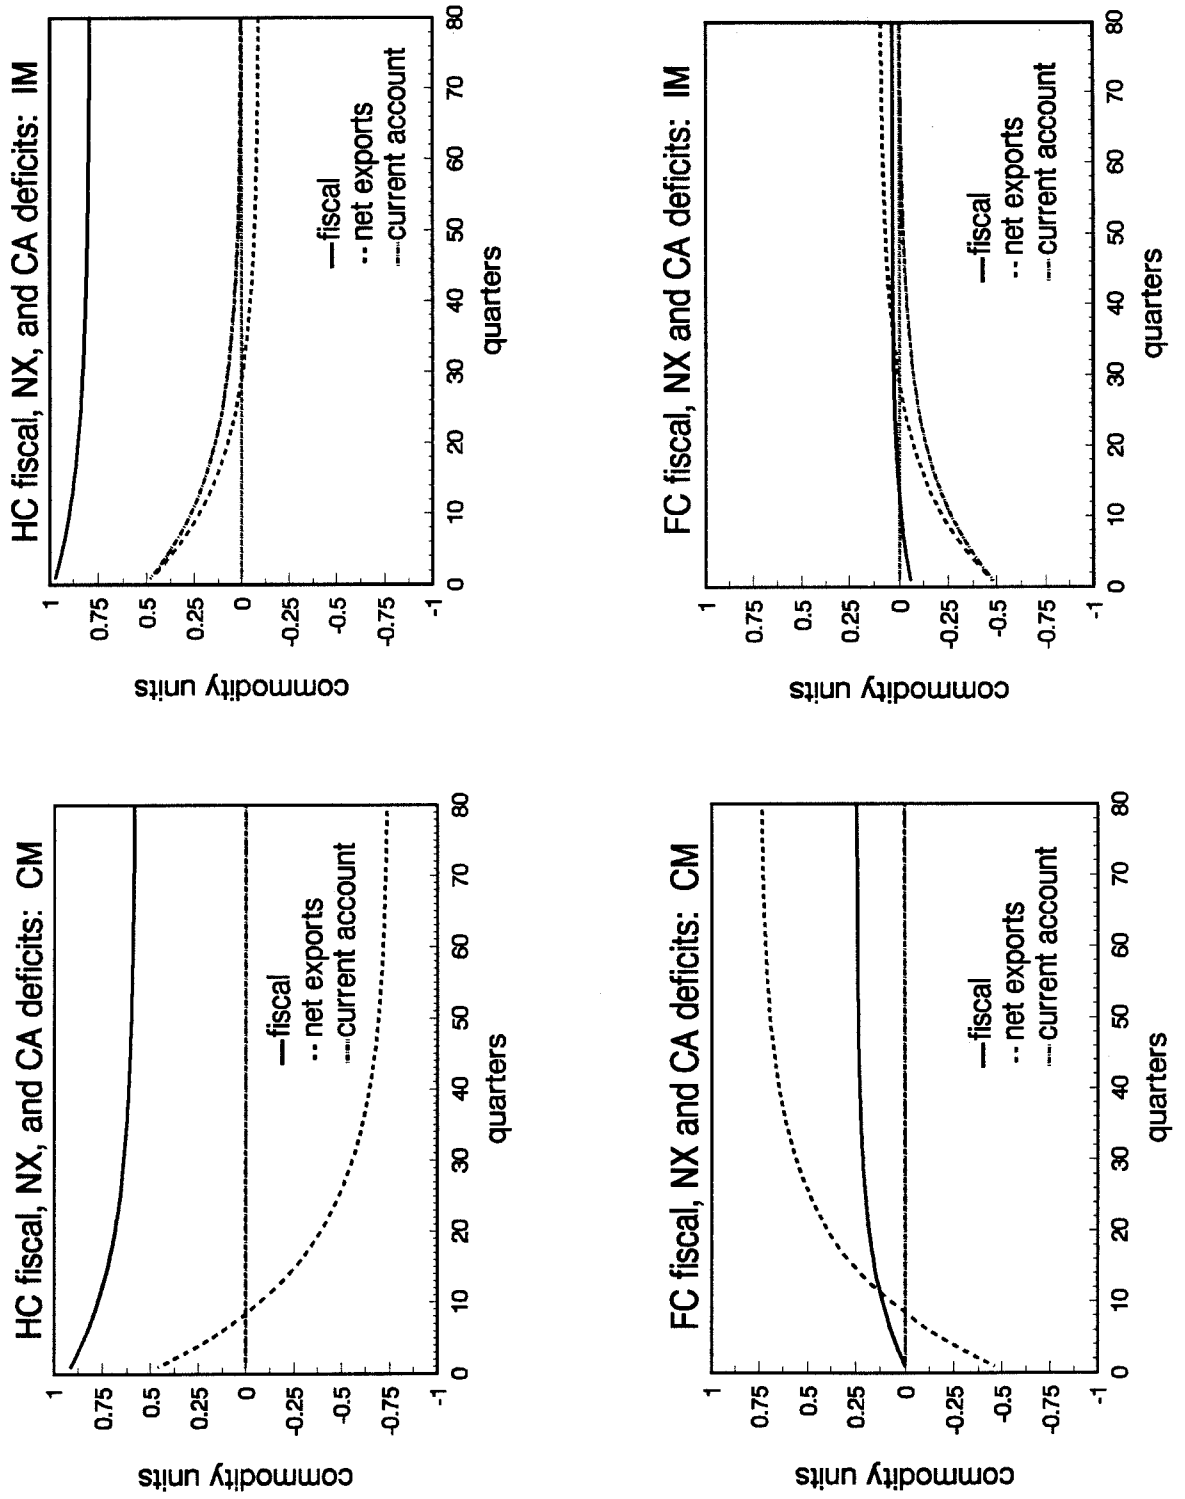 HC fiscal, NX, and CA deficits: CM
1
0.75
0.5
0.25
0
-0.25
-0.5
-0.75
-1
commodity units
0 10 20 30 40 50 60 70 80
quarters
fiscal
net exports
current account
HC fiscal, NX, and CA deficits: IM
1
0.75
0.5
0.25
0
-0.25
-0.5
-0.75
-1
commodity units
0 10 20 30 40 50 60 70 80
quarters
fiscal
net exports
current account
FC fiscal, NX and CA deficits: CM
1
0.75
0.5
0.25
0
-0.25
-0.5
-0.75
-1
commodity units
0 10 20 30 40 50 60 70 80
quarters
fiscal
net exports
current account
FC fiscal, NX and CA deficits: IM
1
0.75
0.5
0.25
0
-0.25
-0.5
-0.75
-1
commodity units
0 10 20 30 40 50 60 70 80
quarters
fiscal
net exports
current account